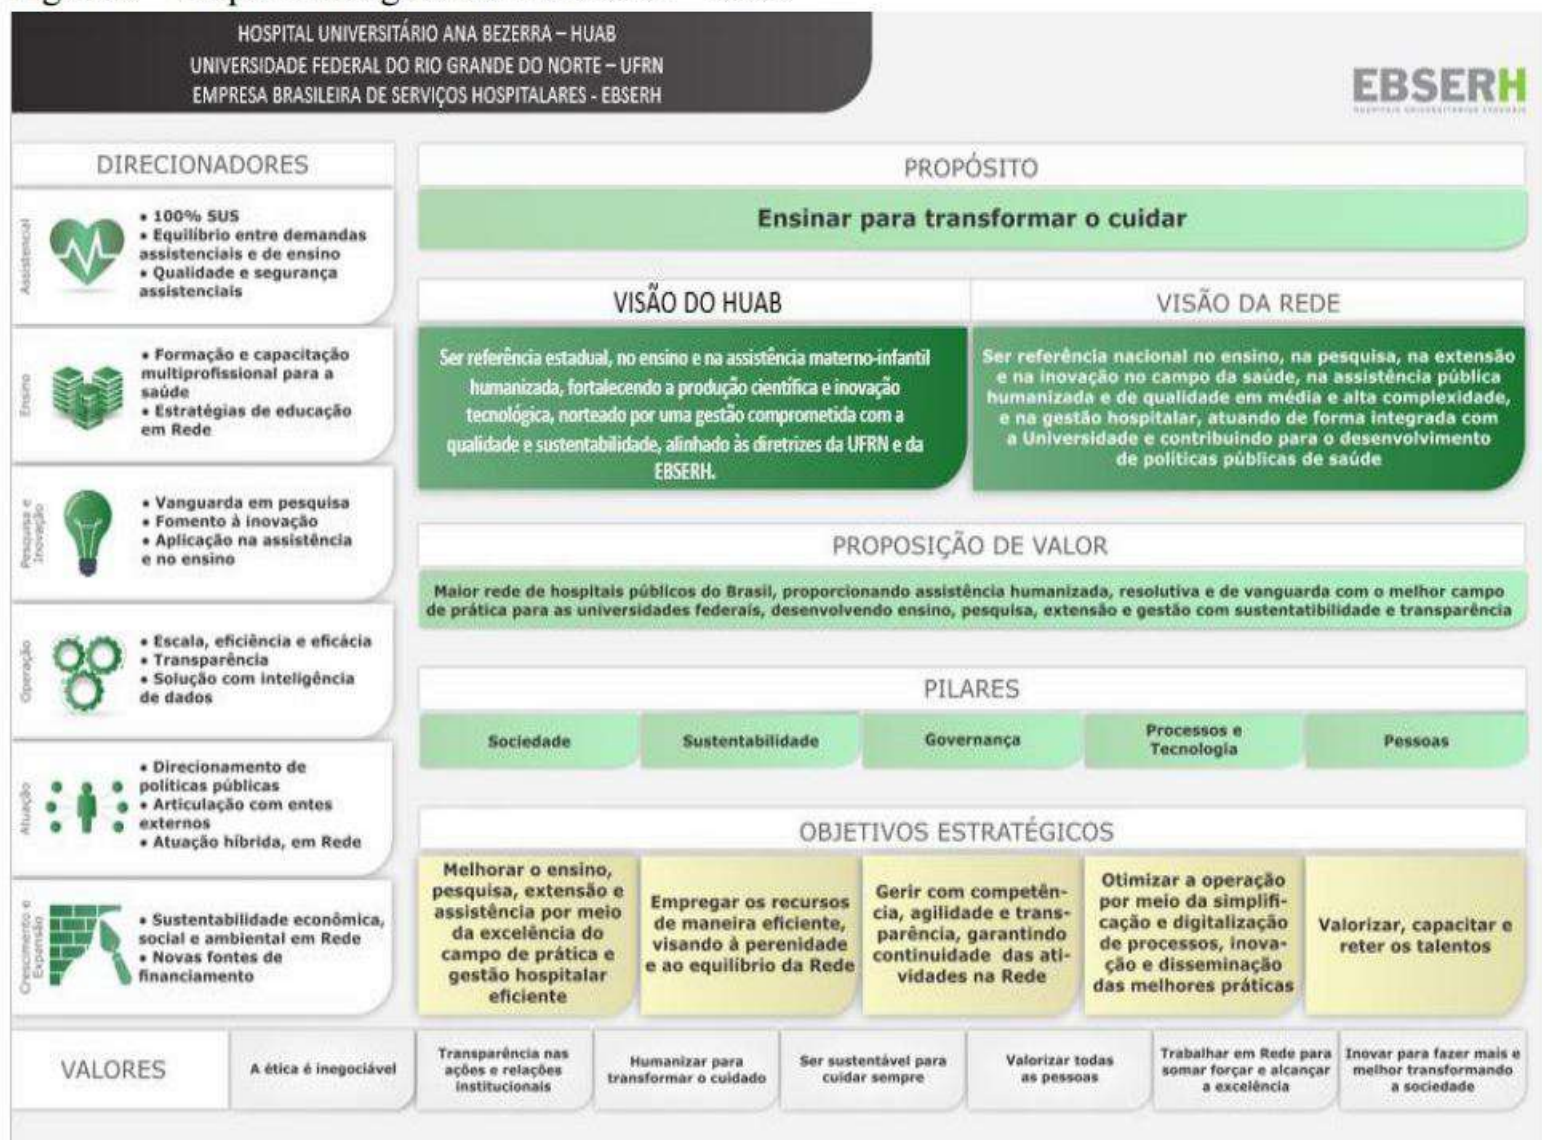 HOSPITAL UNIVERSITÁRIO ANA BEZERRA – HUAB
UNIVERSIDADE FEDERAL DO RIO GRANDE DO NORTE – UFRN
EMPRESA BRASILEIRA DE SERVIÇOS HOSPITALARES - EBSERH
EBSERH
HOSPITAIS UNIVERSITÁRIOS FEDERAIS
DIRECIONADORES
Assistencial
• 100% SUS
• Equilíbrio entre demandas
assistenciais e de ensino
• Qualidade e segurança
assistenciais
Ensino
• Formação e capacitação
multiprofissional para a
saúde
• Estratégias de educação
em Rede
Pesquisa e
Inovação
• Vanguarda em pesquisa
• Fomento à inovação
• Aplicação na assistência
e no ensino
Operação
• Escala, eficiência e eficácia
• Transparência
• Solução com inteligência
de dados
Atuação
• Direcionamento de
políticas públicas
• Articulação com entes
externos
• Atuação híbrida, em Rede
Crescimento e
Expansão
• Sustentabilidade econômica,
social e ambiental em Rede
• Novas fontes de
financiamento
PROPÓSITO
Ensinar para transformar o cuidar
VISÃO DO HUAB
Ser referência estadual, no ensino e na assistência materno-infantil
humanizada, fortalecendo a produção científica e inovação
tecnológica, norteado por uma gestão comprometida com a
qualidade e sustentabilidade, alinhado às diretrizes da UFRN e da
EBSERH.
VISÃO DA REDE
Ser referência nacional no ensino, na pesquisa, na extensão
e na inovação no campo da saúde, na assistência pública
humanizada e de qualidade em média e alta complexidade,
e na gestão hospitalar, atuando de forma integrada com
a Universidade e contribuindo para o desenvolvimento
de políticas públicas de saúde
PROPOSIÇÃO DE VALOR
Maior rede de hospitais públicos do Brasil, proporcionando assistência humanizada, resolutiva e de vanguarda com o melhor campo
de prática para as universidades federais, desenvolvendo ensino, pesquisa, extensão e gestão com sustentatibilidade e transparência
PILARES
Sociedade
Sustentabilidade
Governança
Processos e
Tecnologia
Pessoas
OBJETIVOS ESTRATÉGICOS
Melhorar o ensino,
pesquisa, extensão e
assistência por meio
da excelência do
campo de prática e
gestão hospitalar
eficiente
Empregar os recursos
de maneira eficiente,
visando à perenidade
e ao equilíbrio da Rede
Gerir com competên-
cia, agilidade e trans-
parência, garantindo
continuidade das ati-
vidades na Rede
Otimizar a operação
por meio da simplifi-
cação e digitalização
de processos, inova-
ção e disseminação
das melhores práticas
Valorizar, capacitar e
reter os talentos
VALORES
A ética é inegociável
Transparência nas
ações e relações
institucionais
Humanizar para
transformar o cuidado
Ser sustentável para
cuidar sempre
Valorizar todas
as pessoas
Trabalhar em Rede para
somar forçar e alcançar
a excelência
Inovar para fazer mais e
melhor transformando
a sociedade